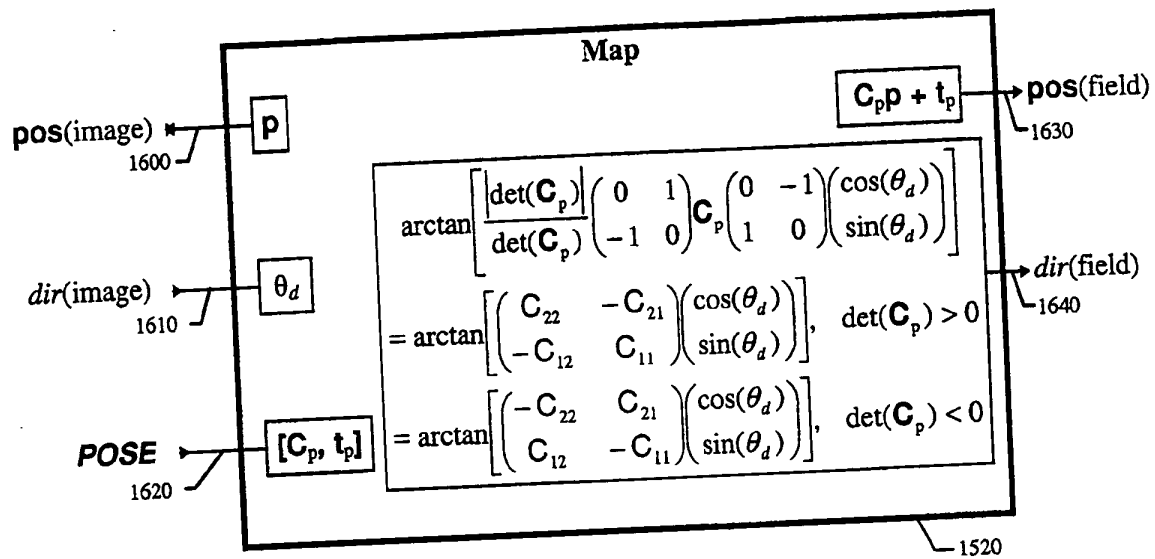 Map
pos(image)
1600
p
C_p p + t_p
pos(field)
1630
dir(image)
1610
θ_d
arctan[ |det(C_p)| / det(C_p) ( 0 1 ; -1 0 ) C_p ( 0 -1 ; 1 0 ) ( cos(θ_d) ; sin(θ_d) ) ]
= arctan[ ( C_22 -C_21 ; -C_12 C_11 ) ( cos(θ_d) ; sin(θ_d) ) ], det(C_p) > 0
= arctan[ ( -C_22 C_21 ; C_12 -C_11 ) ( cos(θ_d) ; sin(θ_d) ) ], det(C_p) < 0
dir(field)
1640
POSE
1620
[C_p, t_p]
1520